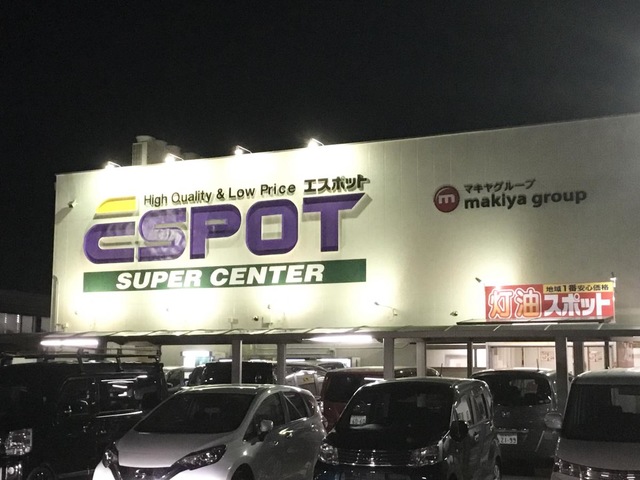 High Quality & Low Price エスポット
ESPOT
SUPER CENTER
マキヤグループ
m makiya group
地域1番安心価格
灯油スポット